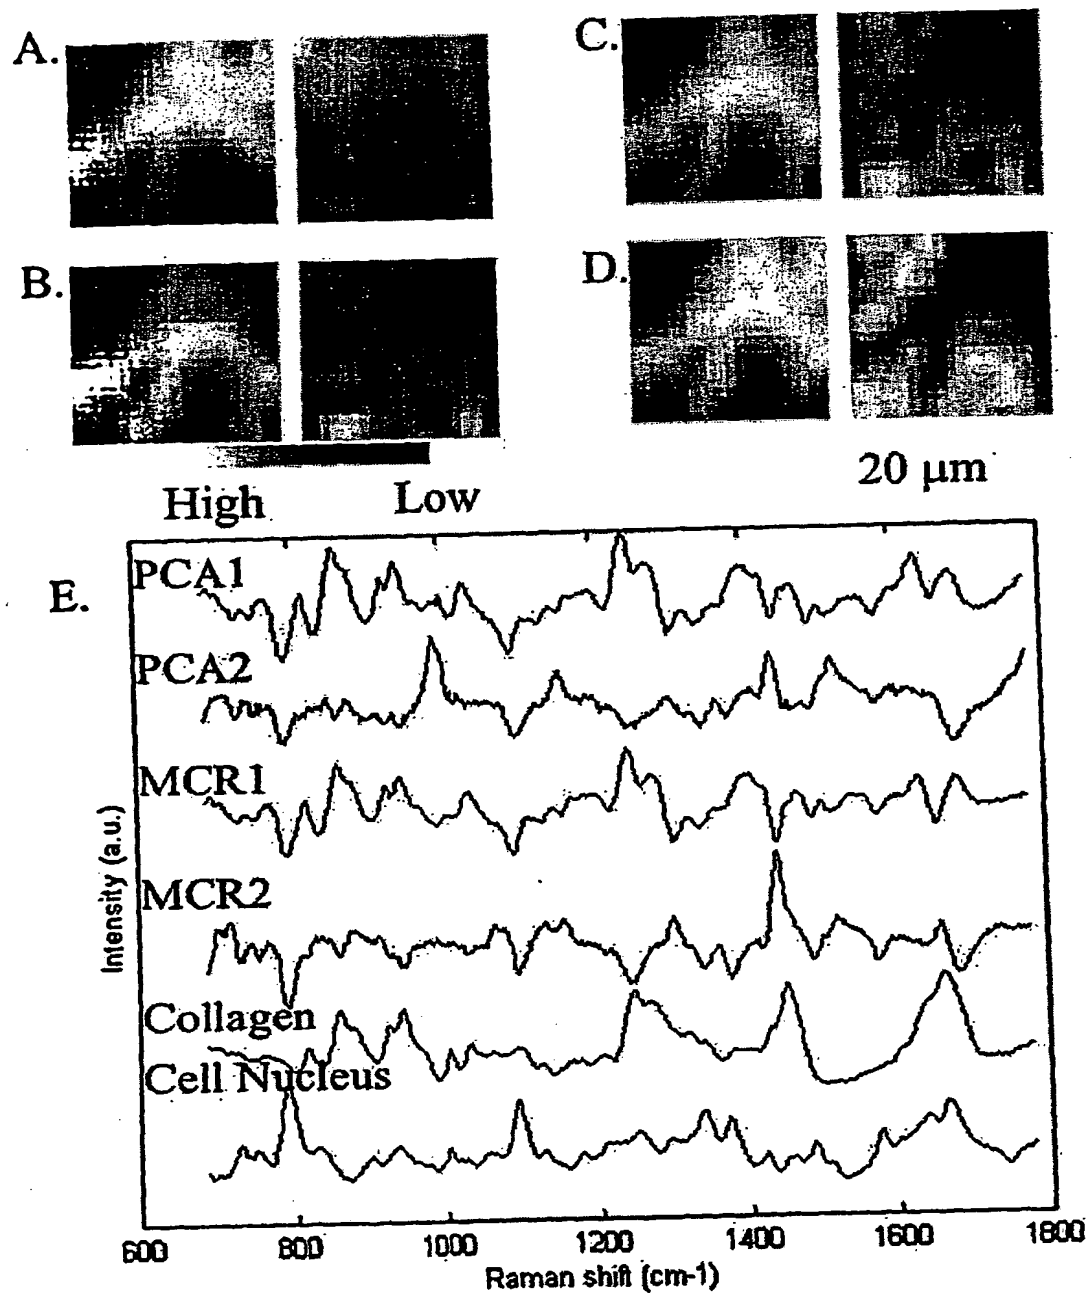 A.
C.
B.
D.
High Low
20 μm
E.
PCA1
PCA2
MCR1
MCR2
Collagen
Cell Nucleus
Intensity (a.u.)
600 800 1000 1200 1400 1600 1800
Raman shift (cm-1)